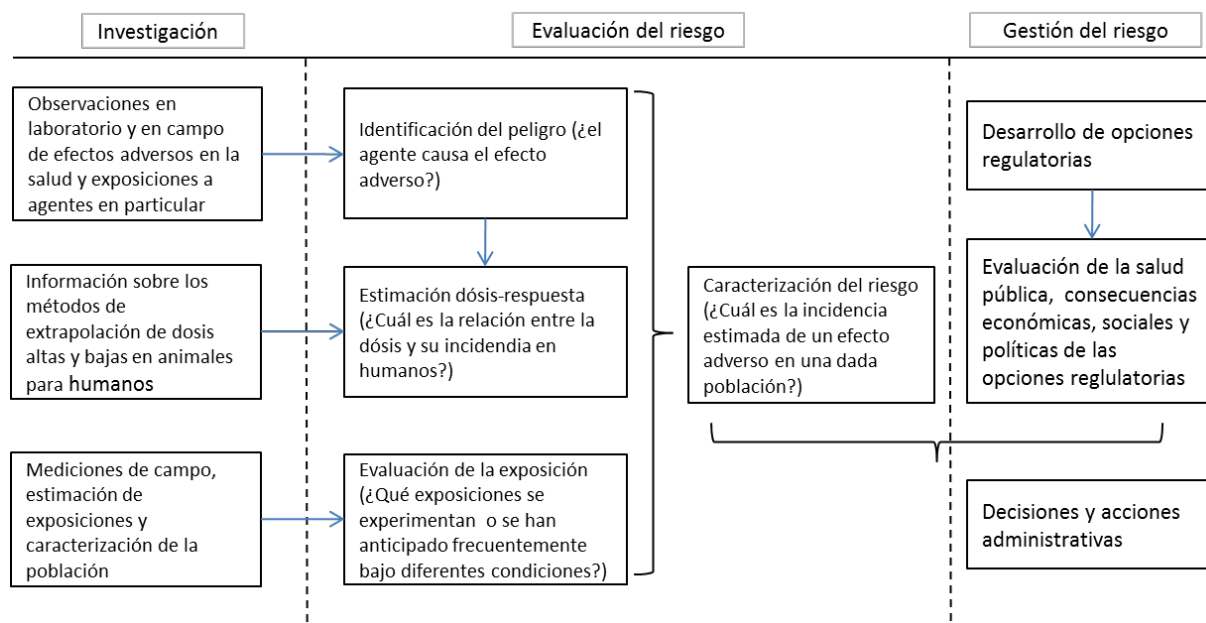 Investigación
Evaluación del riesgo
Gestión del riesgo
Observaciones en
laboratorio y en campo
de efectos adversos en la
salud y exposiciones a
agentes en particular
Identificación del peligro (¿el
agente causa el efecto
adverso?)
Desarrollo de opciones
regulatorias
Información sobre los
métodos de
extrapolación de dosis
altas y bajas en animales
para humanos
Estimación dósis-respuesta
(¿Cuál es la relación entre la
dósis y su incidendia en
humanos?)
Caracterización del riesgo
(¿Cuál es la incidencia
estimada de un efecto
adverso en una dada
población?)
Evaluación de la salud
pública, consecuencias
económicas, sociales y
políticas de las
opciones reglulatorias
Mediciones de campo,
estimación de
exposiciones y
caracterización de la
población
Evaluación de la exposición
(¿Qué exposiciones se
experimentan o se han
anticipado frecuentemente
bajo diferentes condiciones?)
Decisiones y acciones
administrativas